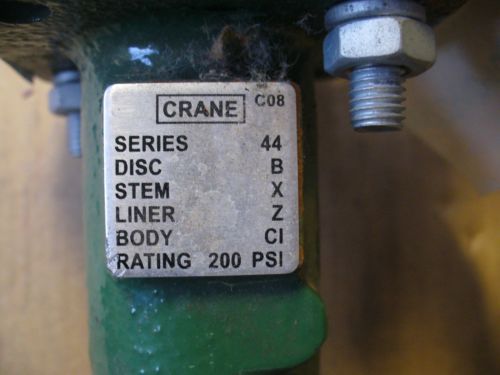 CRANE C08
SERIES 44
DISC B
STEM X
LINER Z
BODY CI
RATING 200 PSI